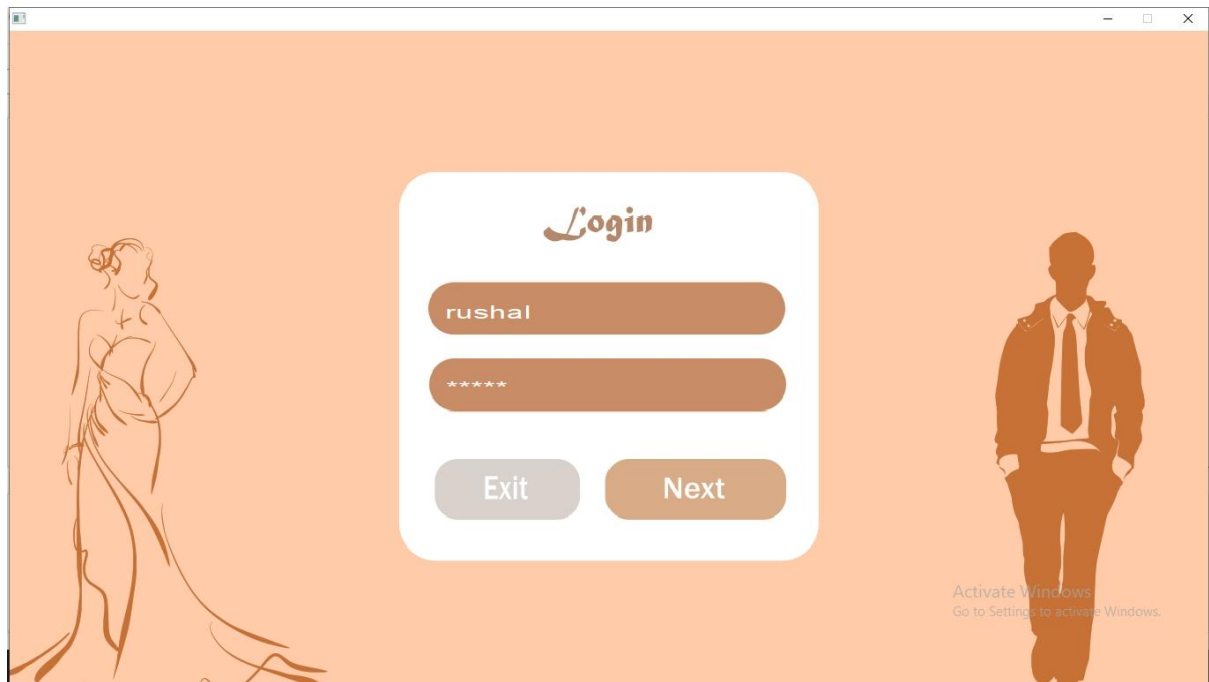 Login
rushal
*****
Exit
Next
Activate Windows
Go to Settings to activate Windows.